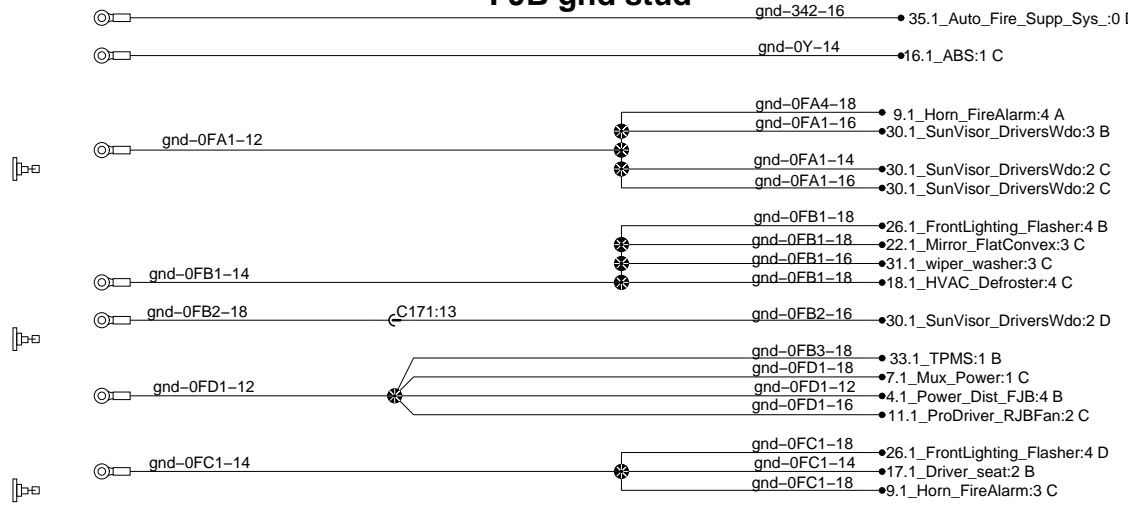 FJB gnd stud
gnd-342-16
35.1_Auto_Fire_Supp_Sys_:0 D
gnd-0Y-14
16.1_ABS:1 C
gnd-0FA4-18
9.1_Horn_FireAlarm:4 A
gnd-0FA1-16
30.1_SunVisor_DriversWdo:3 B
gnd-0FA1-12
gnd-0FA1-14
30.1_SunVisor_DriversWdo:2 C
gnd-0FA1-16
30.1_SunVisor_DriversWdo:2 C
gnd-0FB1-18
26.1_FrontLighting_Flasher:4 B
gnd-0FB1-18
22.1_Mirror_FlatConvex:3 C
gnd-0FB1-16
31.1_wiper_washer:3 C
gnd-0FB1-14
gnd-0FB1-18
18.1_HVAC_Defroster:4 C
gnd-0FB2-18
C171:13
gnd-0FB2-16
30.1_SunVisor_DriversWdo:2 D
gnd-0FB3-18
33.1_TPMS:1 B
gnd-0FD1-18
7.1_Mux_Power:1 C
gnd-0FD1-12
gnd-0FD1-12
4.1_Power_Dist_FJB:4 B
gnd-0FD1-16
11.1_ProDriver_RJBFan:2 C
gnd-0FC1-18
26.1_FrontLighting_Flasher:4 D
gnd-0FC1-14
gnd-0FC1-14
17.1_Driver_seat:2 B
gnd-0FC1-18
9.1_Horn_FireAlarm:3 C